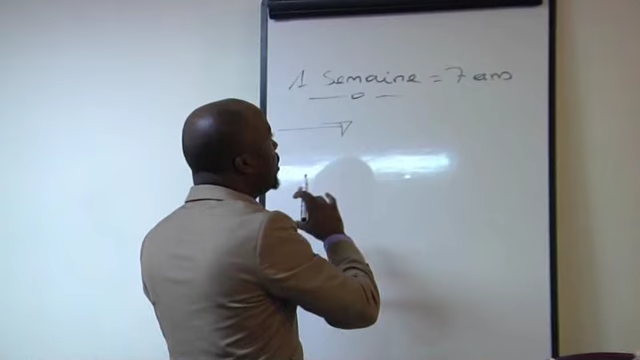 1 Semaine = 7 ans